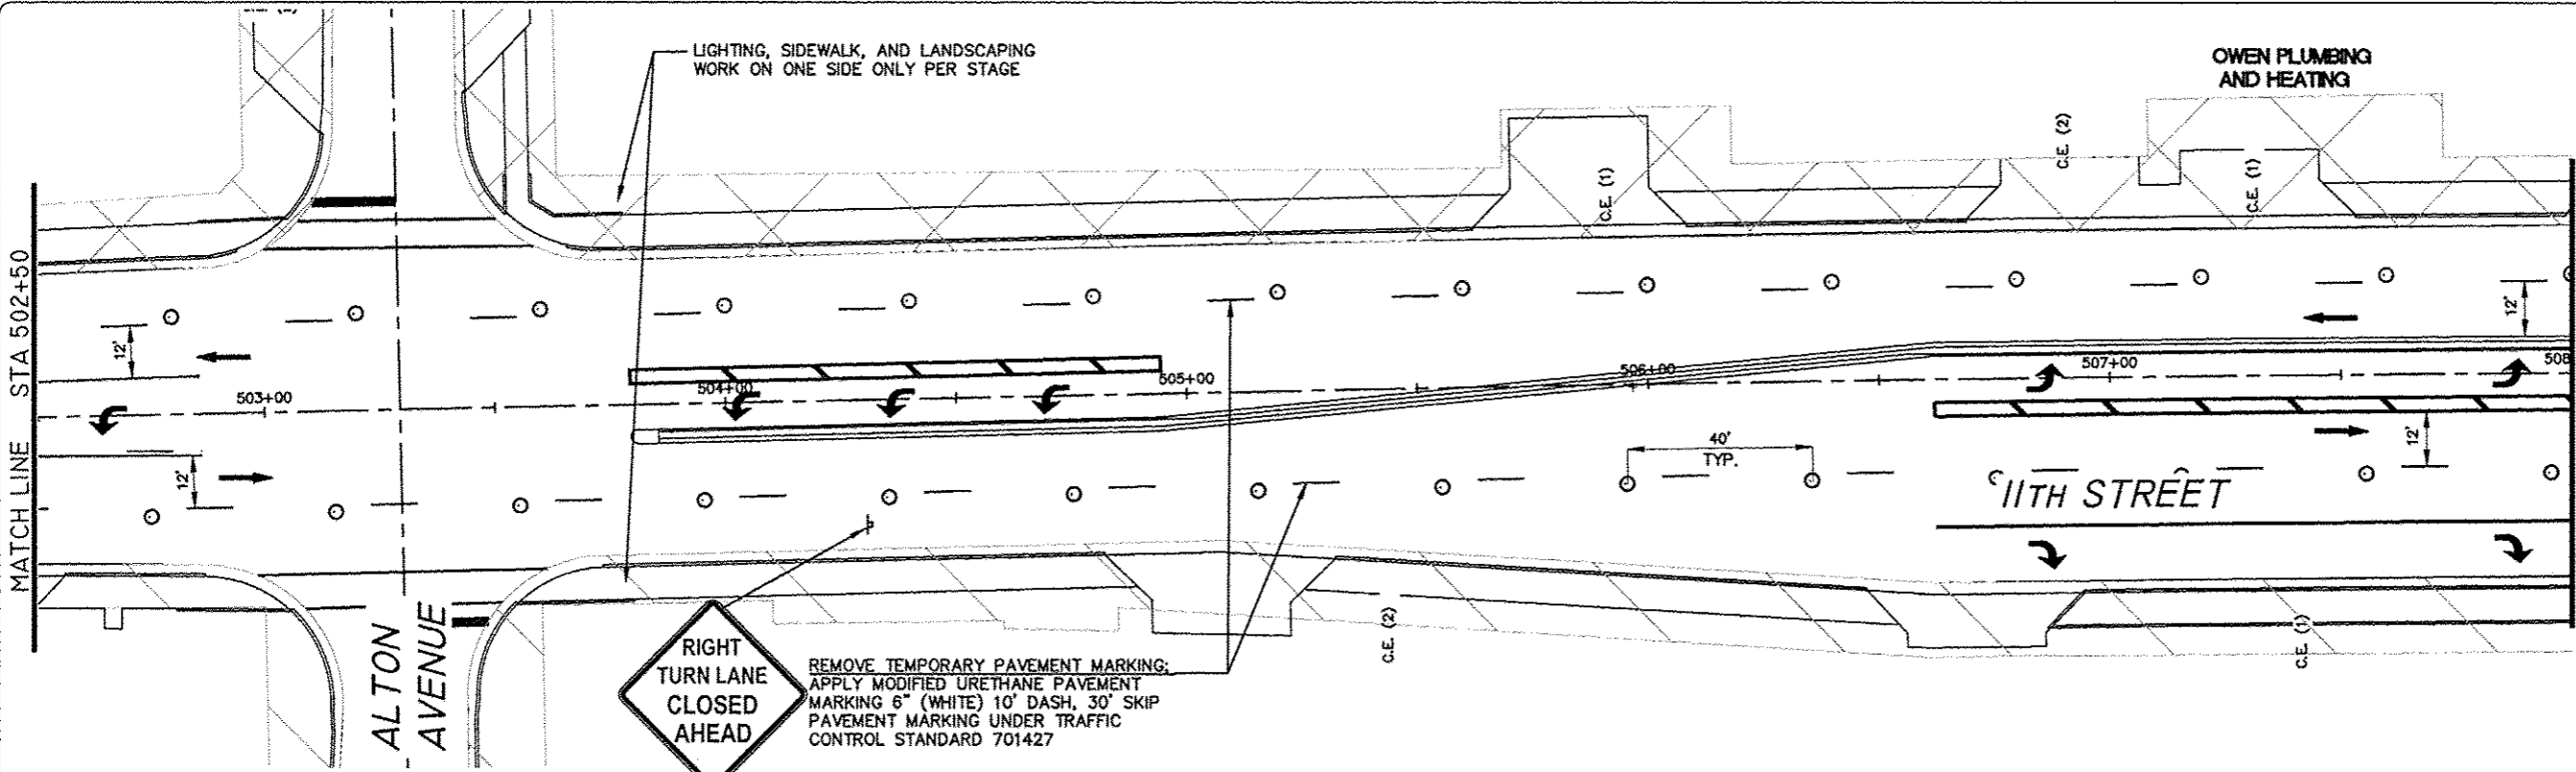 LIGHTING, SIDEWALK, AND LANDSCAPING
WORK ON ONE SIDE ONLY PER STAGE
OWEN PLUMBING
AND HEATING
C.E. (1)
C.E. (2)
C.E. (1)
MATCH LINE STA 502+50
12'
12'
12'
12'
503+00
504+00
505+00
506+00
507+00
508
40'
TYP.
11TH STREET
ALTON
AVENUE
RIGHT
TURN LANE
CLOSED
AHEAD
REMOVE TEMPORARY PAVEMENT MARKING;
APPLY MODIFIED URETHANE PAVEMENT
MARKING 6" (WHITE) 10' DASH, 30' SKIP
PAVEMENT MARKING UNDER TRAFFIC
CONTROL STANDARD 701427
C.E. (2)
C.E. (1)